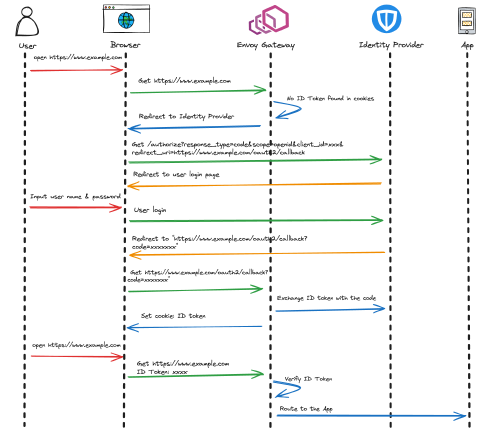 User
Browser
Envoy Gateway
Identity Provider
App
open https://www.example.com
Get https://www.example.com
No ID Token found in cookies
Redirect to Identity Provider
Get /authorize?response_type=code&scope=openid&client_id=xxx&
redirect_uri=https://www.example.com/oauth2/callback
Redirect to user login page
Input user name & password
User login
Redirect to "https://www.example.com/oauth2/callback?
code=xxxxxxx"
Get https://www.example.com/oauth2/callback?
code=xxxxxxx"
Exchange ID token with the code
Set cookie: ID token
open https://www.example.com
Get https://www.example.com
ID Token: xxxx
Verify ID Token
Route to the App